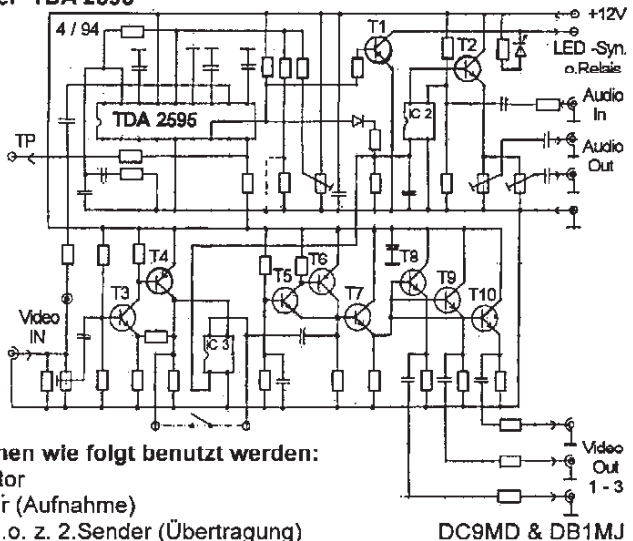 TDA 2595
4 / 94
T1
+12V
T2
LED -Syn.
o.Relais
Audio
In
TDA 2595
IC 2
TP
Audio
Out
T4
T6
T8
T5
T9
T3
T7
T10
Video
IN
IC 3
nen wie folgt benutzt werden:
tor
r (Aufnahme)
.o. z. 2.Sender (Übertragung)
Video
Out
1 - 3
DC9MD & DB1MJ